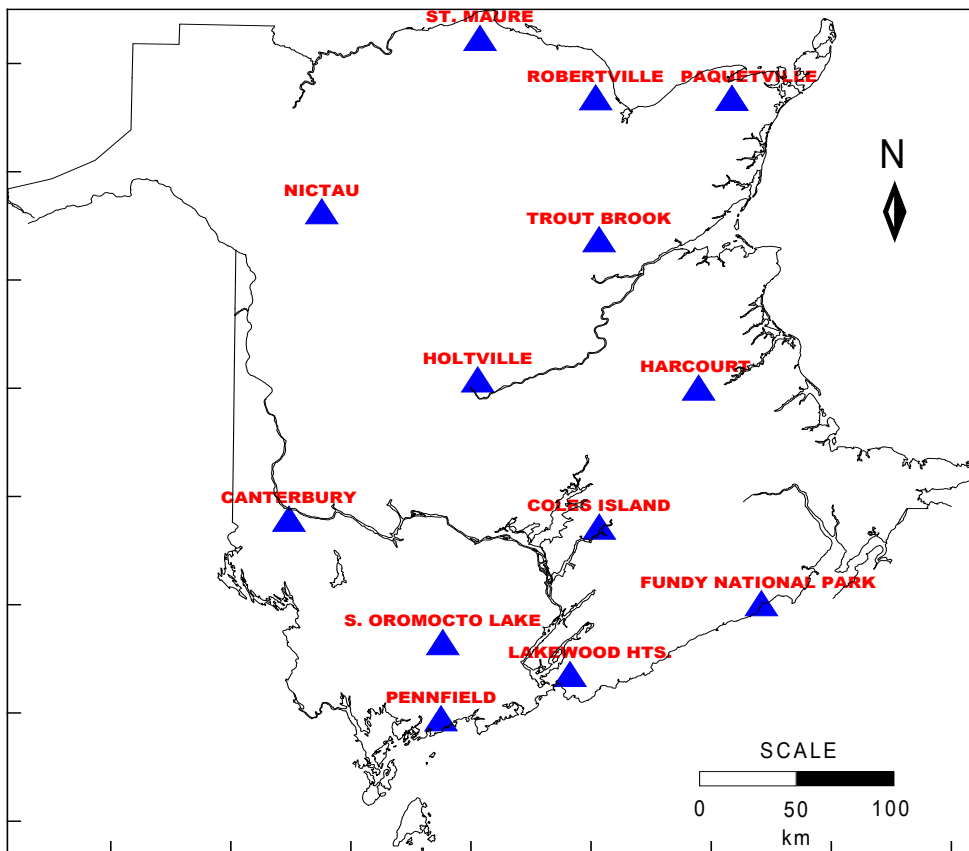 ST. MAURE
ROBERTVILLE
PAQUETVILLE
N
NICTAU
TROUT BROOK
HOLTVILLE
HARCOURT
CANTERBURY
COLES ISLAND
FUNDY NATIONAL PARK
S. OROMOCTO LAKE
LAKEWOOD HTS.
PENNFIELD
SCALE
0 50 100
km